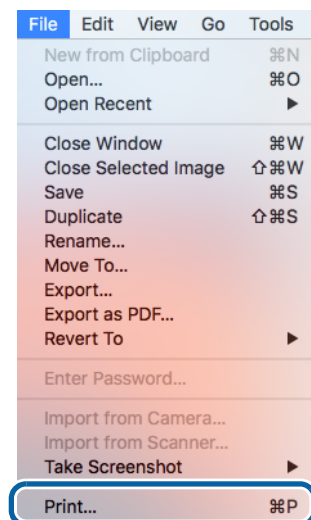 File Edit View Go Tools
New from Clipboard ⌘N
Open... ⌘O
Open Recent ▶
Close Window ⌘W
Close Selected Image ⇧⌘W
Save ⌘S
Duplicate ⇧⌘S
Rename...
Move To...
Export...
Export as PDF...
Revert To ▶
Enter Password...
Import from Camera...
Import from Scanner...
Take Screenshot ▶
Print... ⌘P